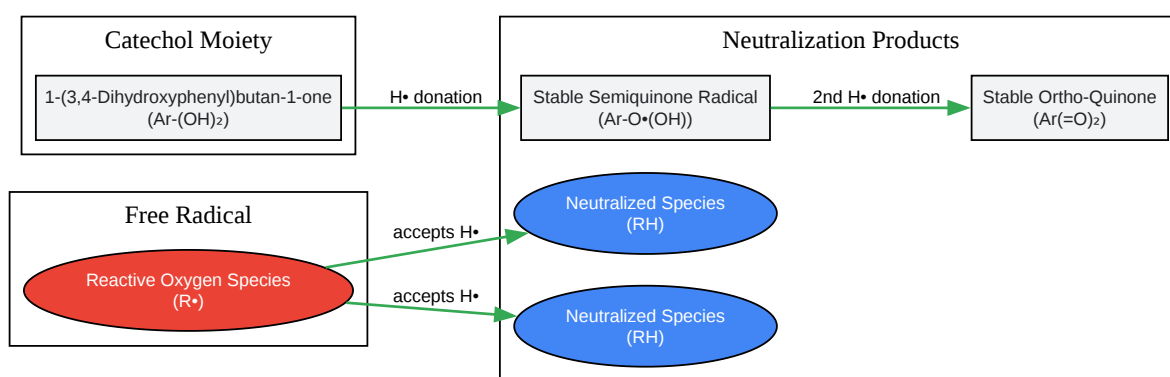 Catechol Moiety
1-(3,4-Dihydroxyphenyl)butan-1-one
(Ar-(OH)₂)
H• donation
Neutralization Products
Stable Semiquinone Radical
(Ar-O•(OH))
2nd H• donation
Stable Ortho-Quinone
(Ar(=O)₂)
Free Radical
Reactive Oxygen Species
(R•)
accepts H•
accepts H•
Neutralized Species
(RH)
Neutralized Species
(RH)